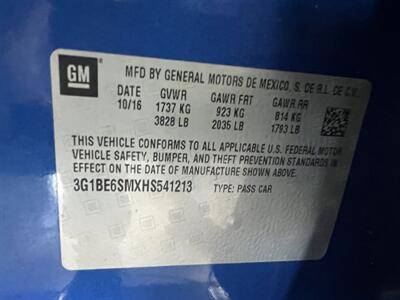 GM
MFD BY GENERAL MOTORS DE MEXICO, S. DE R.L. DE C.V.
DATE GVWR GAWR FRT GAWR RR
10/16 1737 KG 923 KG 814 KG
3828 LB 2035 LB 1793 LB
THIS VEHICLE CONFORMS TO ALL APPLICABLE U.S. FEDERAL MOTOR
VEHICLE SAFETY, BUMPER, AND THEFT PREVENTION STANDARDS IN
EFFECT ON THE DATE OF MANUFACTURE SHOWN ABOVE.
3G1BE6SMXHS541213 TYPE: PASS CAR